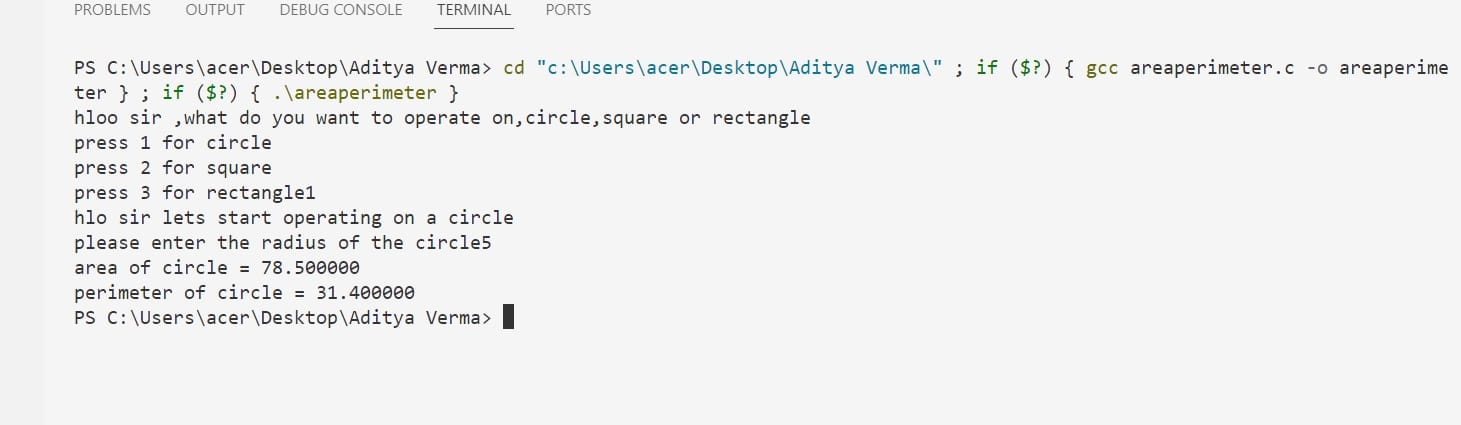 PROBLEMS OUTPUT DEBUG CONSOLE TERMINAL PORTS
PS C:\Users\acer\Desktop\Aditya Verma> cd "c:\Users\acer\Desktop\Aditya Verma\" ; if ($?) { gcc areaperimeter.c -o areaperime
ter } ; if ($?) { .\areaperimeter }
hloo sir ,what do you want to operate on,circle,square or rectangle
press 1 for circle
press 2 for square
press 3 for rectangle1
hlo sir lets start operating on a circle
please enter the radius of the circle5
area of circle = 78.500000
perimeter of circle = 31.400000
PS C:\Users\acer\Desktop\Aditya Verma>